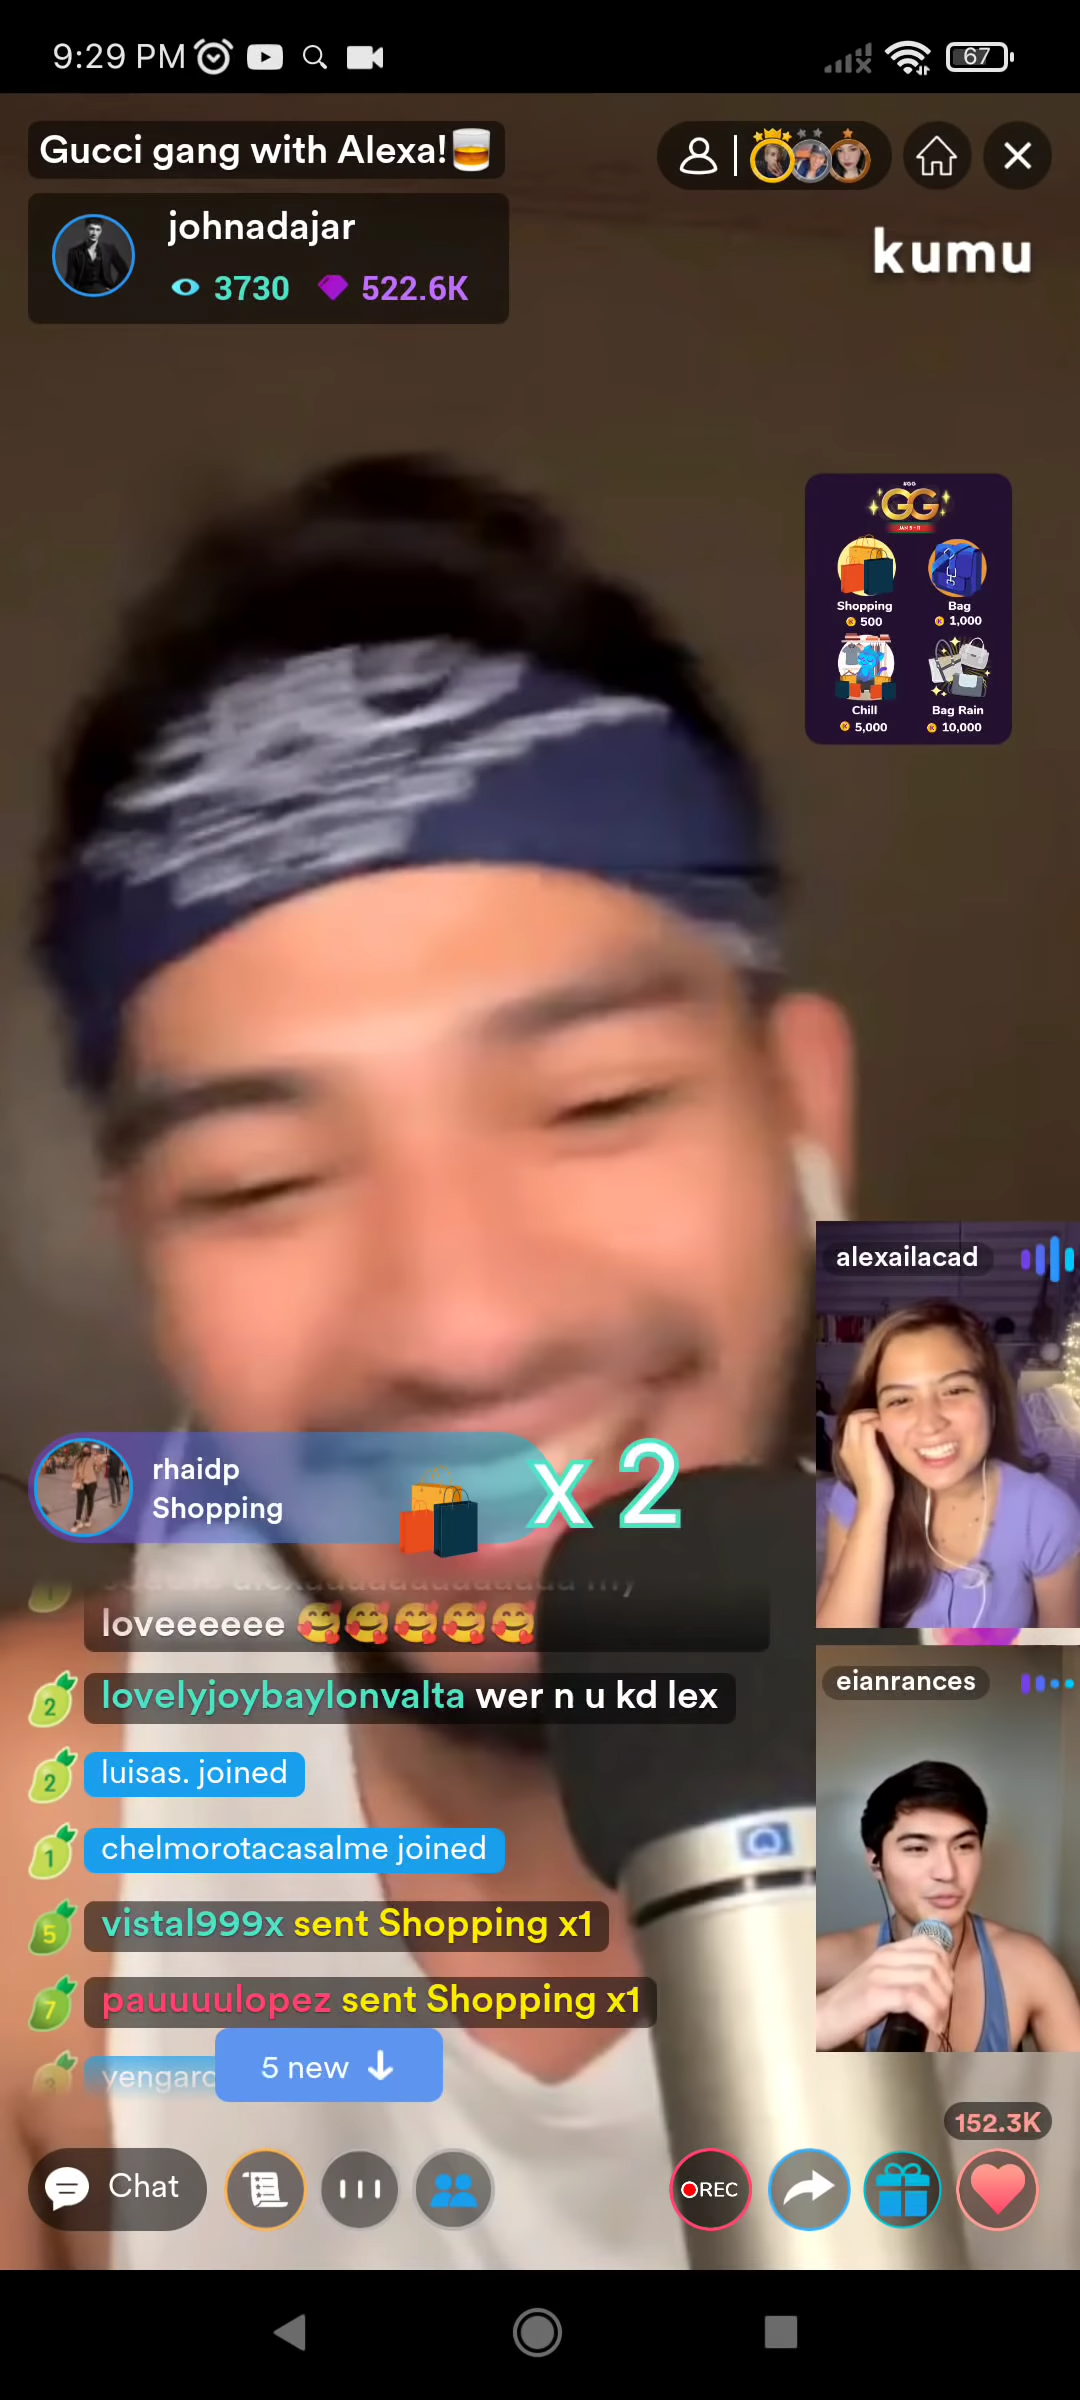 9:29 PM
67
Gucci gang with Alexa!
johnadajar
3730 522.6K
kumu
#GG
GG
Shopping Bag
500 1,000
Chill Bag Rain
5,000 10,000
alexailacad
rhaidp
Shopping
x 2
my
loveeeeee
2 lovelyjoybaylonvalta wer n u kd lex
eianrances
2 luisas. joined
1 chelmorotacasalme joined
5 vistal999x sent Shopping x1
7 pauuuulopez sent Shopping x1
5 new
152.3K
Chat
REC